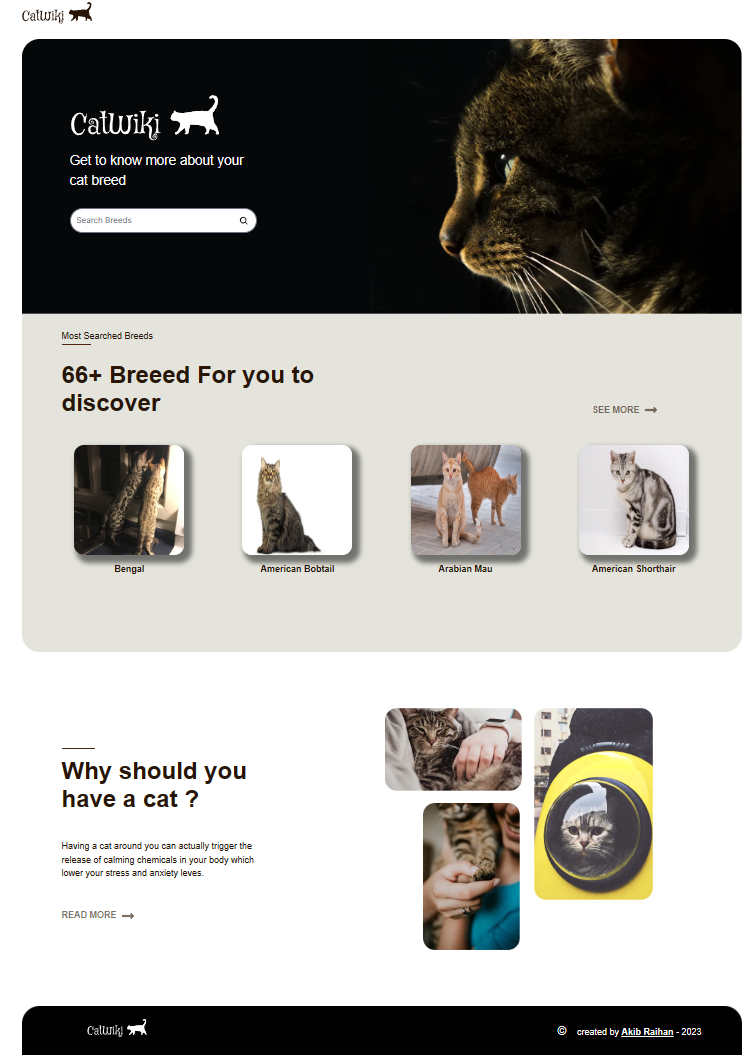 CatWiki
CatWiki
Get to know more about your
cat breed
Search Breeds
Most Searched Breeds
66+ Breeed For you to
discover
SEE MORE
Bengal
American Bobtail
Arabian Mau
American Shorthair
Why should you
have a cat ?
Having a cat around you can actually trigger the
release of calming chemicals in your body which
lower your stress and anxiety leves.
READ MORE
CatWiki
© created by Akib Raihan - 2023